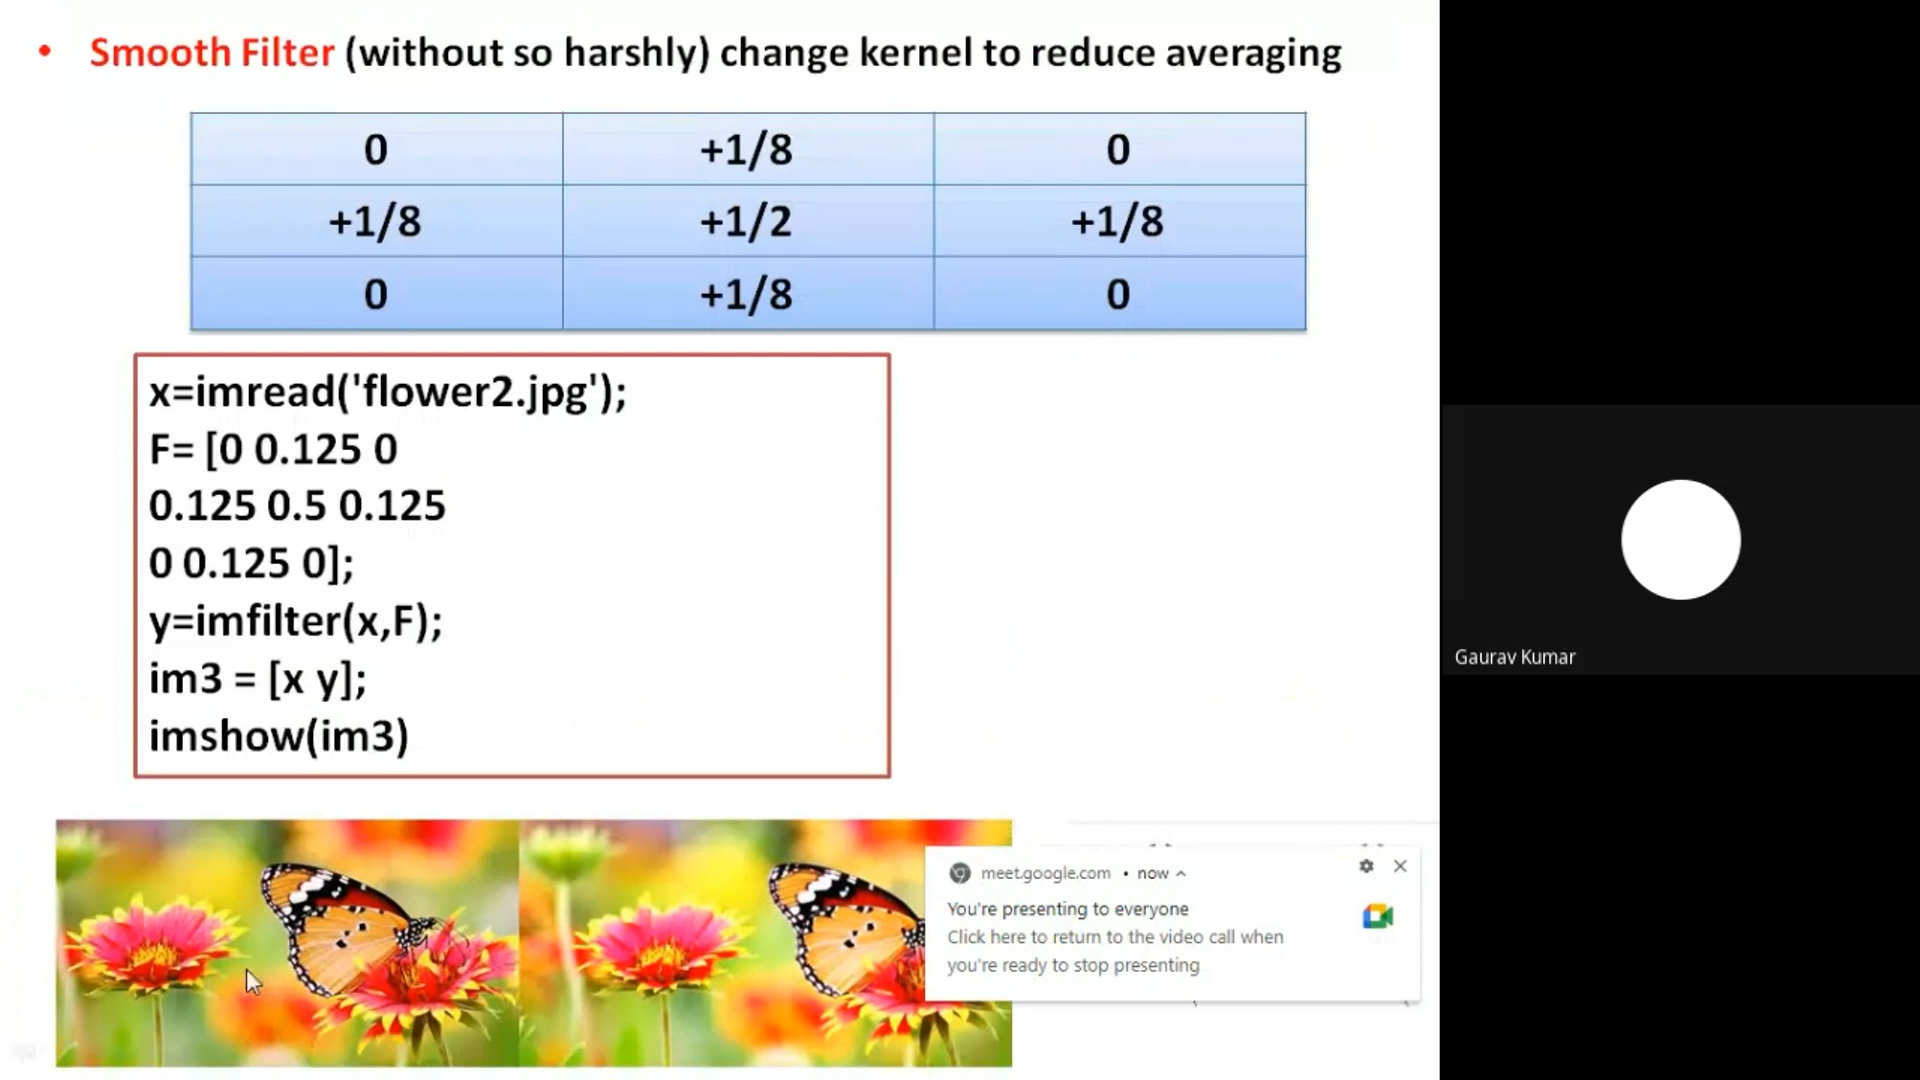 • Smooth Filter (without so harshly) change kernel to reduce averaging
0 +1/8 0
+1/8 +1/2 +1/8
0 +1/8 0
x=imread('flower2.jpg');
F= [0 0.125 0
0.125 0.5 0.125
0 0.125 0];
y=imfilter(x,F);
im3 = [x y];
imshow(im3)
Gaurav Kumar
meet.google.com • now
You're presenting to everyone
Click here to return to the video call when
you're ready to stop presenting